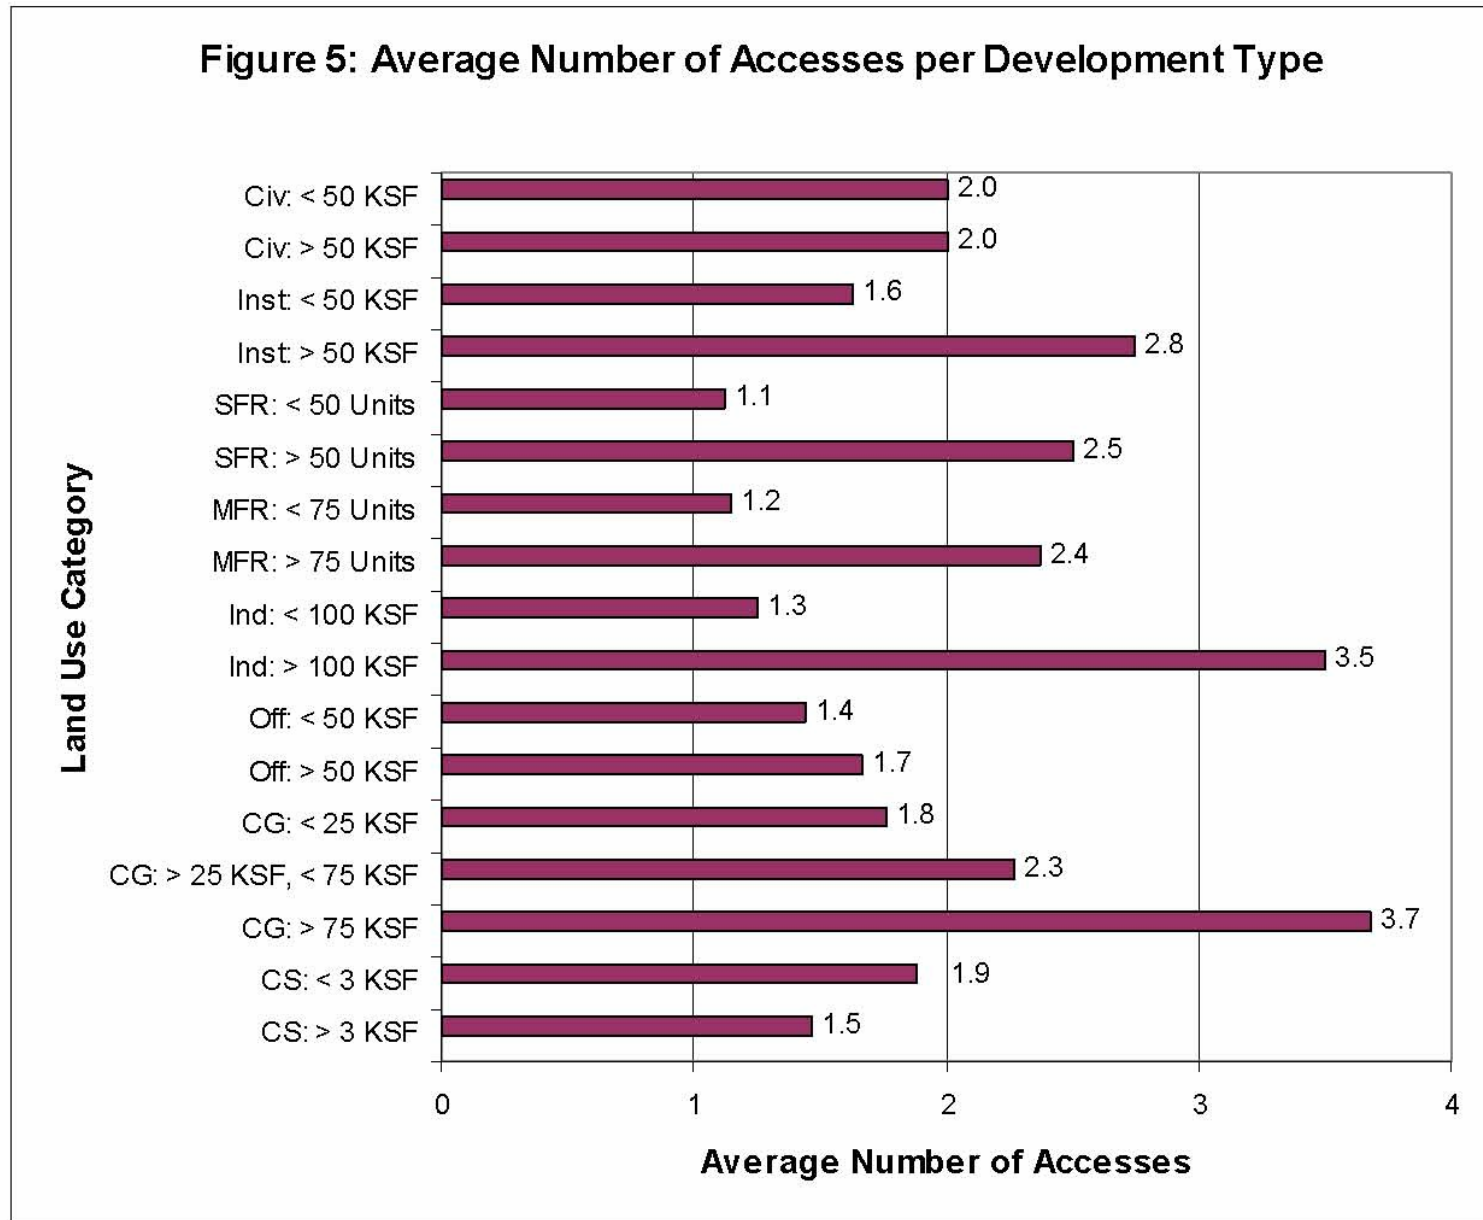 Figure 5: Average Number of Accesses per Development Type
Land Use Category
Civ: < 50 KSF 2.0
Civ: > 50 KSF 2.0
Inst: < 50 KSF 1.6
Inst: > 50 KSF 2.8
SFR: < 50 Units 1.1
SFR: > 50 Units 2.5
MFR: < 75 Units 1.2
MFR: > 75 Units 2.4
Ind: < 100 KSF 1.3
Ind: > 100 KSF 3.5
Off: < 50 KSF 1.4
Off: > 50 KSF 1.7
CG: < 25 KSF 1.8
CG: > 25 KSF, < 75 KSF 2.3
CG: > 75 KSF 3.7
CS: < 3 KSF 1.9
CS: > 3 KSF 1.5
0 1 2 3 4
Average Number of Accesses